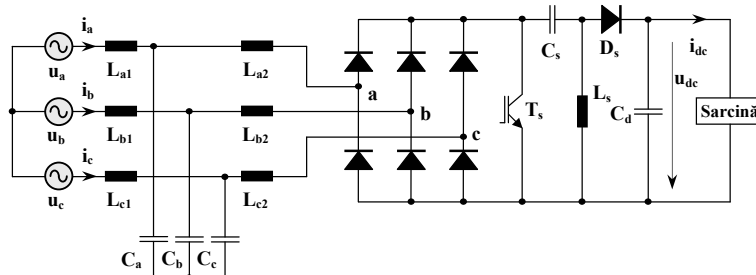 i_a
u_a
L_a1
L_a2
i_b
u_b
L_b1
L_b2
i_c
u_c
L_c1
L_c2
C_a
C_b
C_c
a
b
c
T_s
C_s
D_s
L_s
C_d
i_dc
u_dc
Sarcină